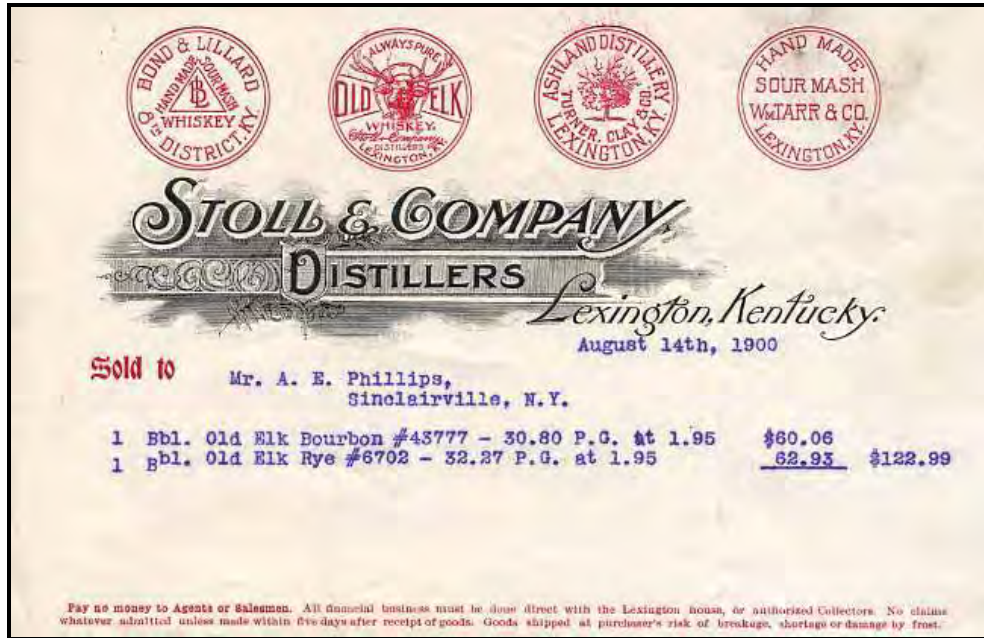 BOND & LILLARD
HAND MADE SOUR MASH
BL
WHISKEY
8TH DISTRICT, KY.
ALWAYS PURE
OLD ELK
WHISKEY.
Stoll & Company
DISTILLERS
LEXINGTON, KY.
ASHLAND DISTILLERY
TURNER, CLAY & CO.
LEXINGTON, KY.
HAND MADE
SOUR MASH
WM TARR & CO.
LEXINGTON, KY.
STOLL & COMPANY,
DISTILLERS
Lexington, Kentucky.
August 14th, 1900
Sold to
Mr. A. E. Phillips,
Sinclairville, N.Y.
1 Bbl. Old Elk Bourbon #43777 - 30.80 P.G. at 1.95 $60.06
1 Bbl. Old Elk Rye #6702 - 32.27 P.G. at 1.95 62.93 $122.99
Pay no money to Agents or Salesmen. All financial business must be done direct with the Lexington house, or authorized Collectors. No claims
whatever admitted unless made within five days after receipt of goods. Goods shipped at purchaser's risk of breakage, shortage or damage by frost.